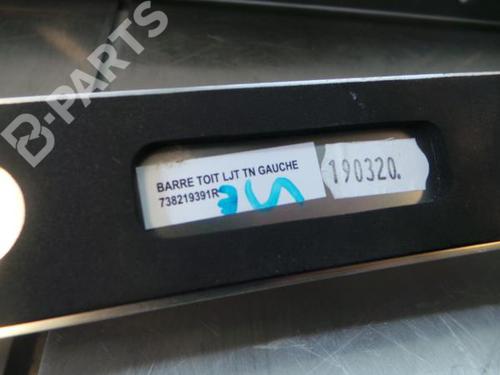 B-PARTS
BARRE TOIT LJT TN GAUCHE
738219391R
190320.